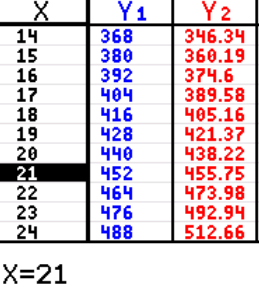 X Y1 Y2
14 368 346.34
15 380 360.19
16 392 374.6
17 404 389.58
18 416 405.16
19 428 421.37
20 440 438.22
21 452 455.75
22 464 473.98
23 476 492.94
24 488 512.66
X=21